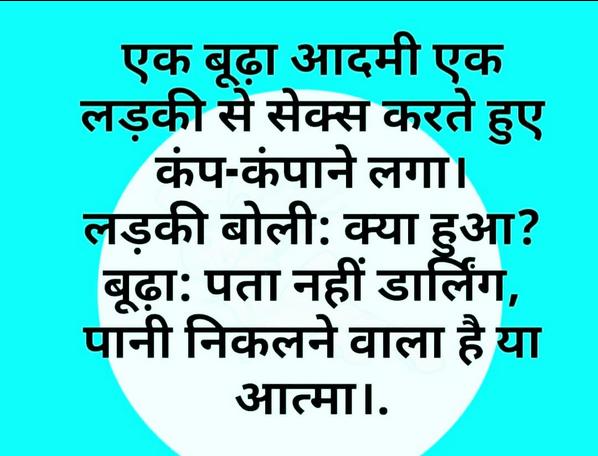 एक बूढ़ा आदमी एक
लड़की से सेक्स करते हुए
कंप-कंपाने लगा।
लड़की बोली: क्या हुआ?
बूढ़ा: पता नहीं डार्लिंग,
पानी निकलने वाला है या
आत्मा।.